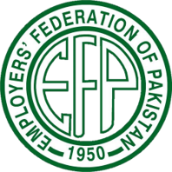 EMPLOYERS' FEDERATION OF PAKISTAN
EFP
1950